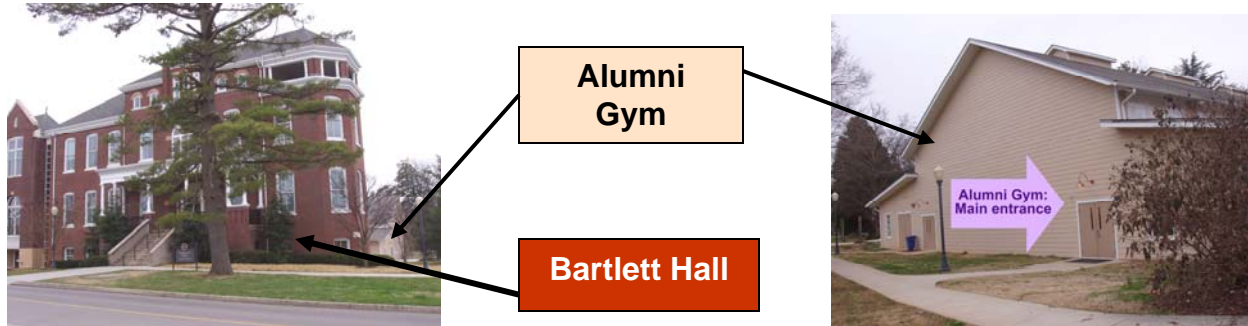 Alumni
Gym
Alumni Gym:
Main entrance
Bartlett Hall